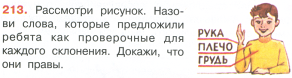 213. Рассмотри рисунок. Назо-
ви слова, которые предложили
ребята как проверочные для
каждого склонения. Докажи, что
они правы.
РУКА
ПЛЕЧО
ГРУДЬ